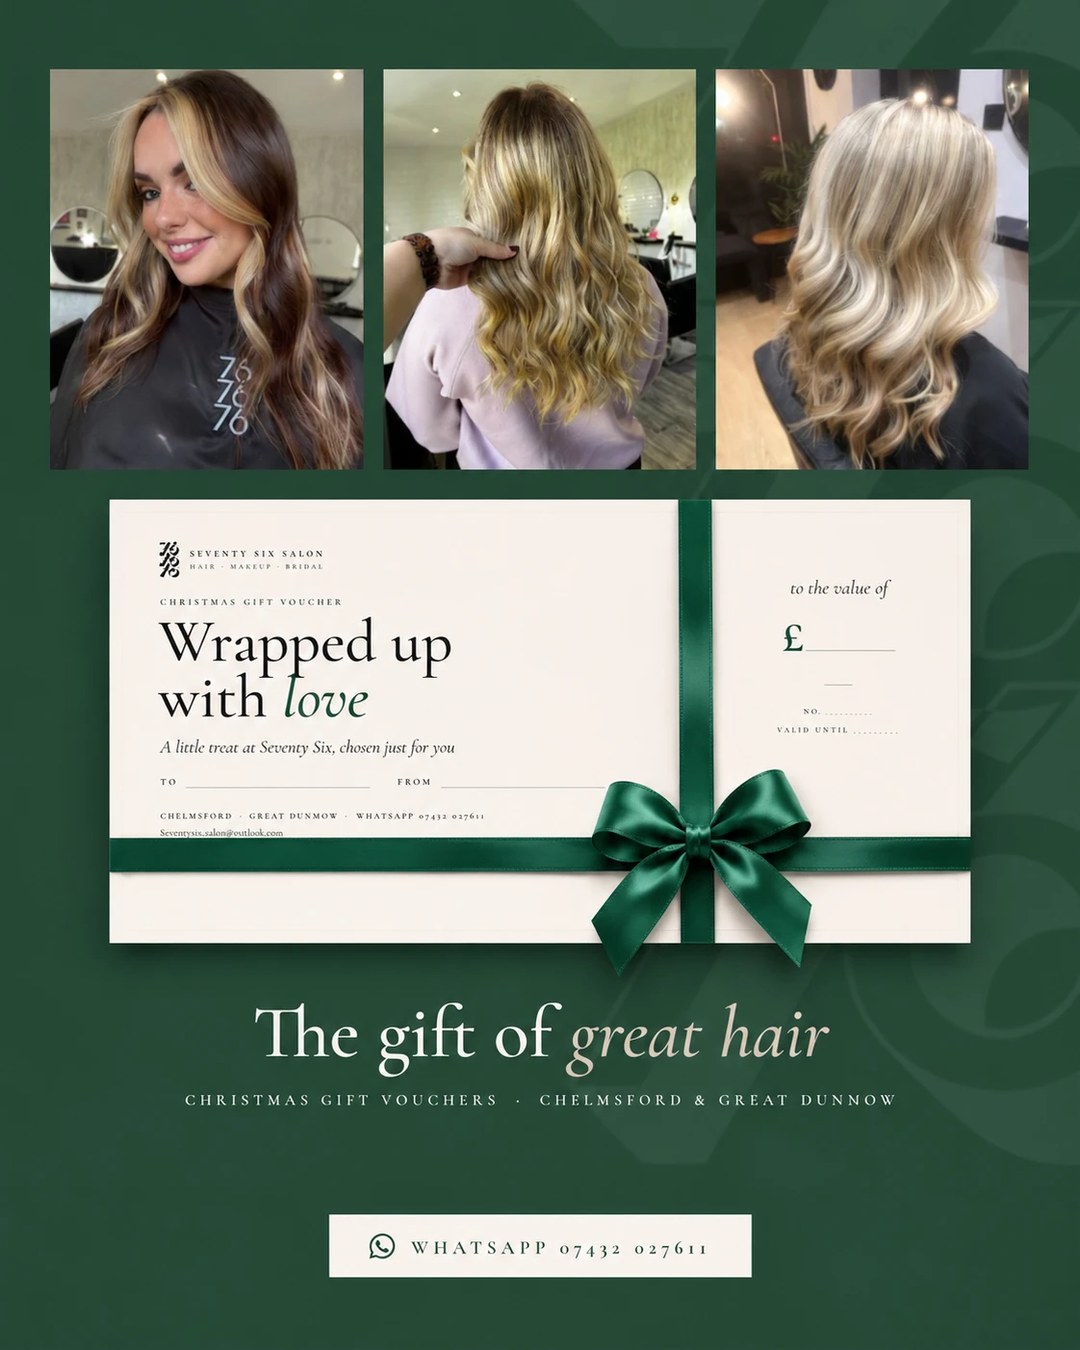 76
76
76
SEVENTY SIX SALON
HAIR · MAKEUP · BRIDAL
CHRISTMAS GIFT VOUCHER
Wrapped up
with love
A little treat at Seventy Six, chosen just for you
TO FROM
CHELMSFORD · GREAT DUNNOW · WHATSAPP 07432 027611
Seventysix_salon@outlook.com
to the value of
£
NO. ..........
VALID UNTIL .........
The gift of great hair
CHRISTMAS GIFT VOUCHERS · CHELMSFORD & GREAT DUNNOW
WHATSAPP 07432 027611